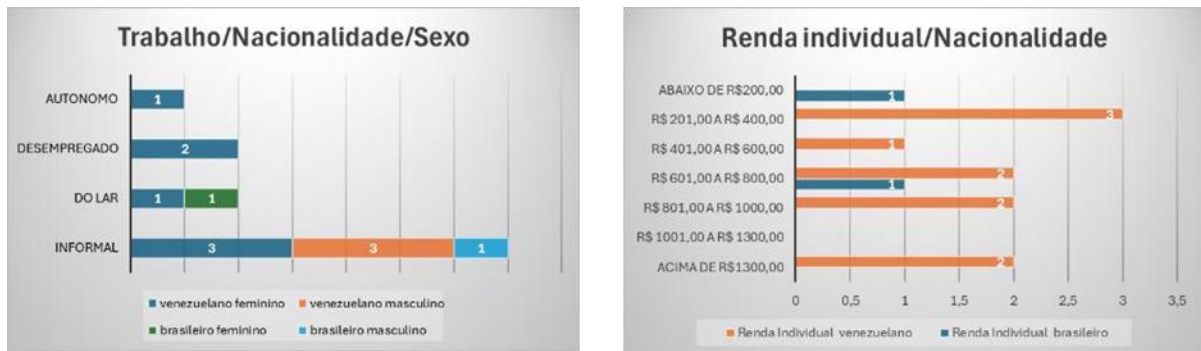 Trabalho/Nacionalidade/Sexo
AUTONOMO
1
DESEMPREGADO
2
DO LAR
1 1
INFORMAL
3 3 1
venezuelano feminino venezuelano masculino
brasileiro feminino brasileiro masculino
Renda individual/Nacionalidade
ABAIXO DE R$200,00
1
R$ 201,00 A R$ 400,00
3
R$ 401,00 A R$ 600,00
1
R$ 601,00 A R$ 800,00
2
1
R$ 801,00 A R$ 1000,00
2
R$ 1001,00 A R$ 1300,00
ACIMA DE R$1300,00
2
0 0,5 1 1,5 2 2,5 3 3,5
Renda Individual venezuelano Renda Individual brasileiro